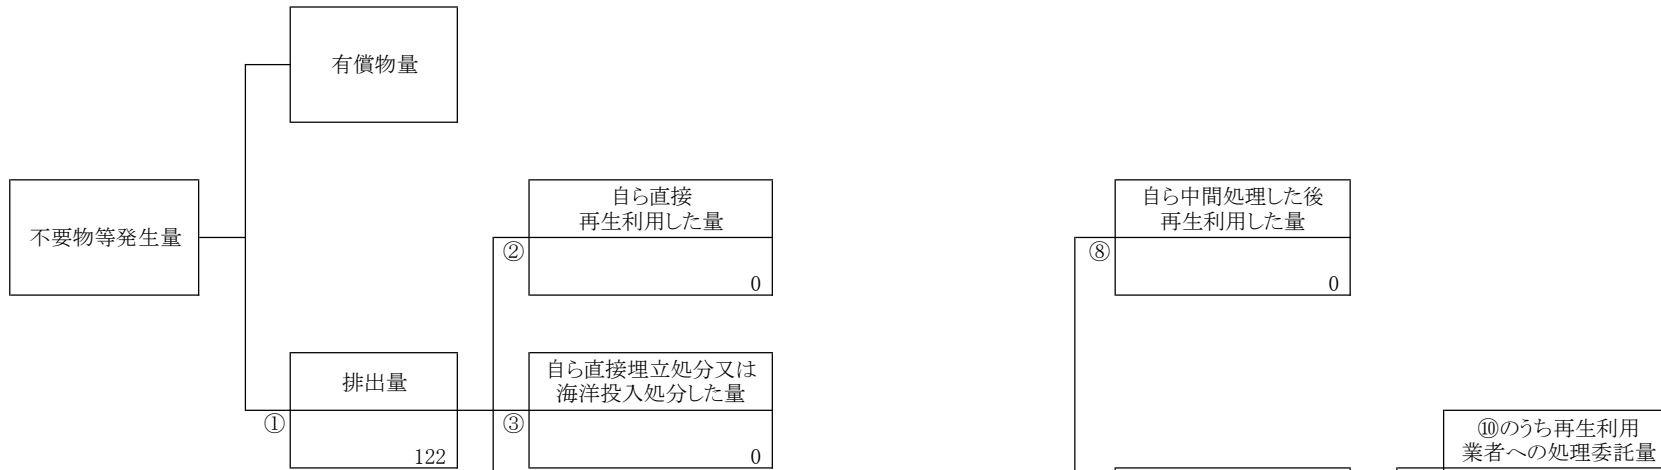 有償物量
不要物等発生量
自ら直接
再生利用した量
②
0
自ら中間処理した後
再生利用した量
⑧
0
排出量
①
122
自ら直接埋立処分又は
海洋投入処分した量
③
0
⑩のうち再生利用
業者への処理委託量